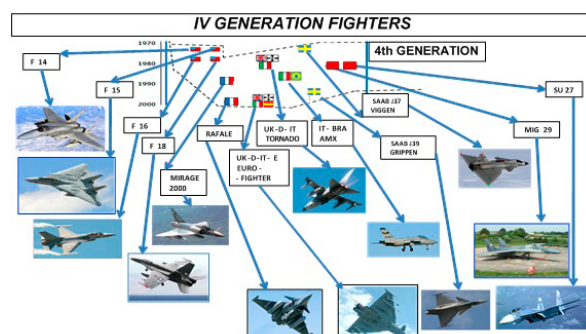 IV GENERATION FIGHTERS
1970
1980
1990
2000
4th GENERATION
F 14
F 15
F 16
F 18
MIRAGE
2000
RAFALE
UK-D-IT- E
EURO -
- FIGHTER
UK-D- IT
TORNADO
IT- BRA
AMX
SAAB J37
VIGGEN
SAAB J39
GRIPPEN
MIG 29
SU 27